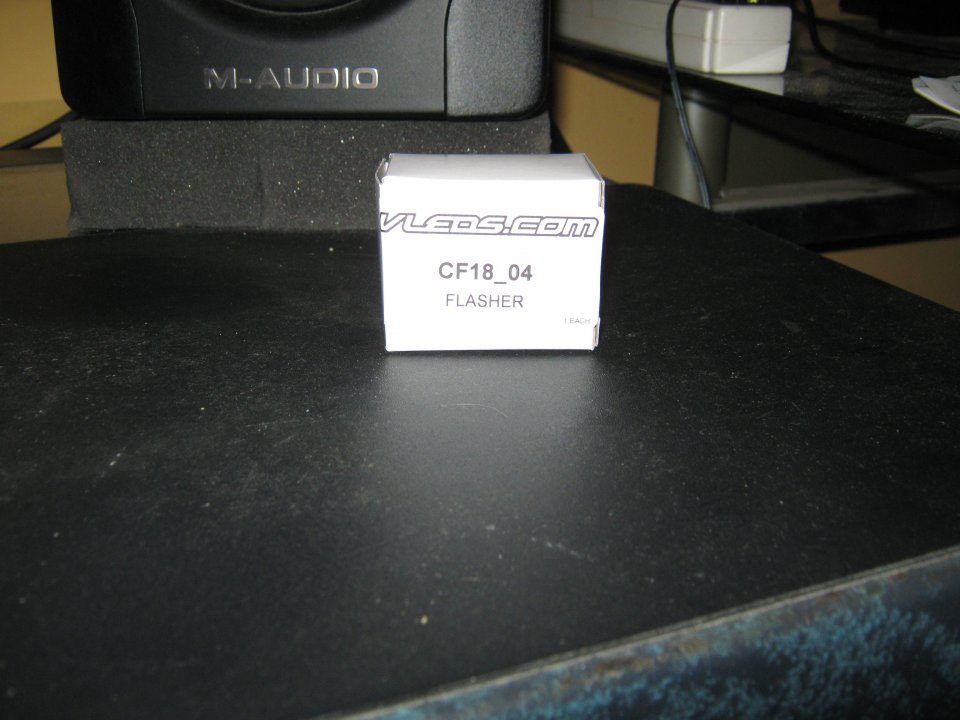 M-AUDIO
VLEDS.COM
CF18_04
FLASHER
1 EACH